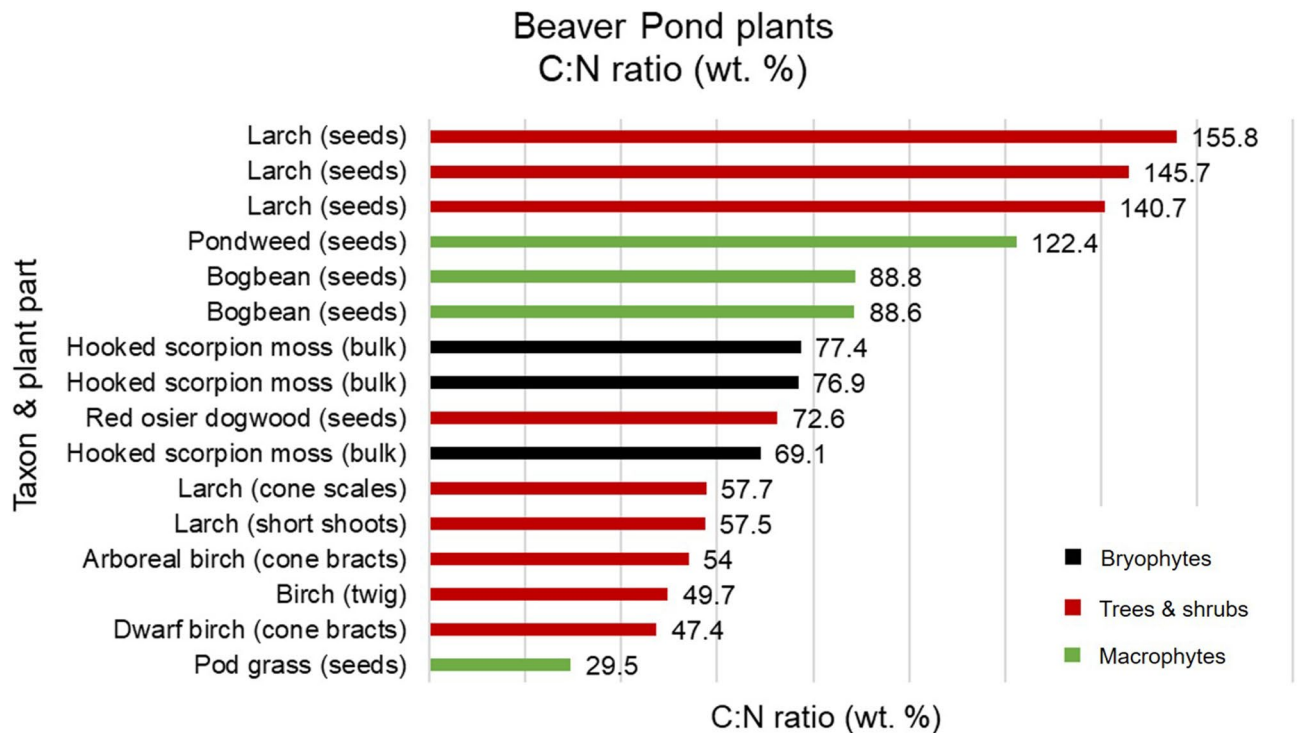 Beaver Pond plants
C:N ratio (wt. %)
Taxon & plant part
Larch (seeds) 155.8
Larch (seeds) 145.7
Larch (seeds) 140.7
Pondweed (seeds) 122.4
Bogbean (seeds) 88.8
Bogbean (seeds) 88.6
Hooked scorpion moss (bulk) 77.4
Hooked scorpion moss (bulk) 76.9
Red osier dogwood (seeds) 72.6
Hooked scorpion moss (bulk) 69.1
Larch (cone scales) 57.7
Larch (short shoots) 57.5
Arboreal birch (cone bracts) 54
Birch (twig) 49.7
Dwarf birch (cone bracts) 47.4
Pod grass (seeds) 29.5
Bryophytes
Trees & shrubs
Macrophytes
C:N ratio (wt. %)